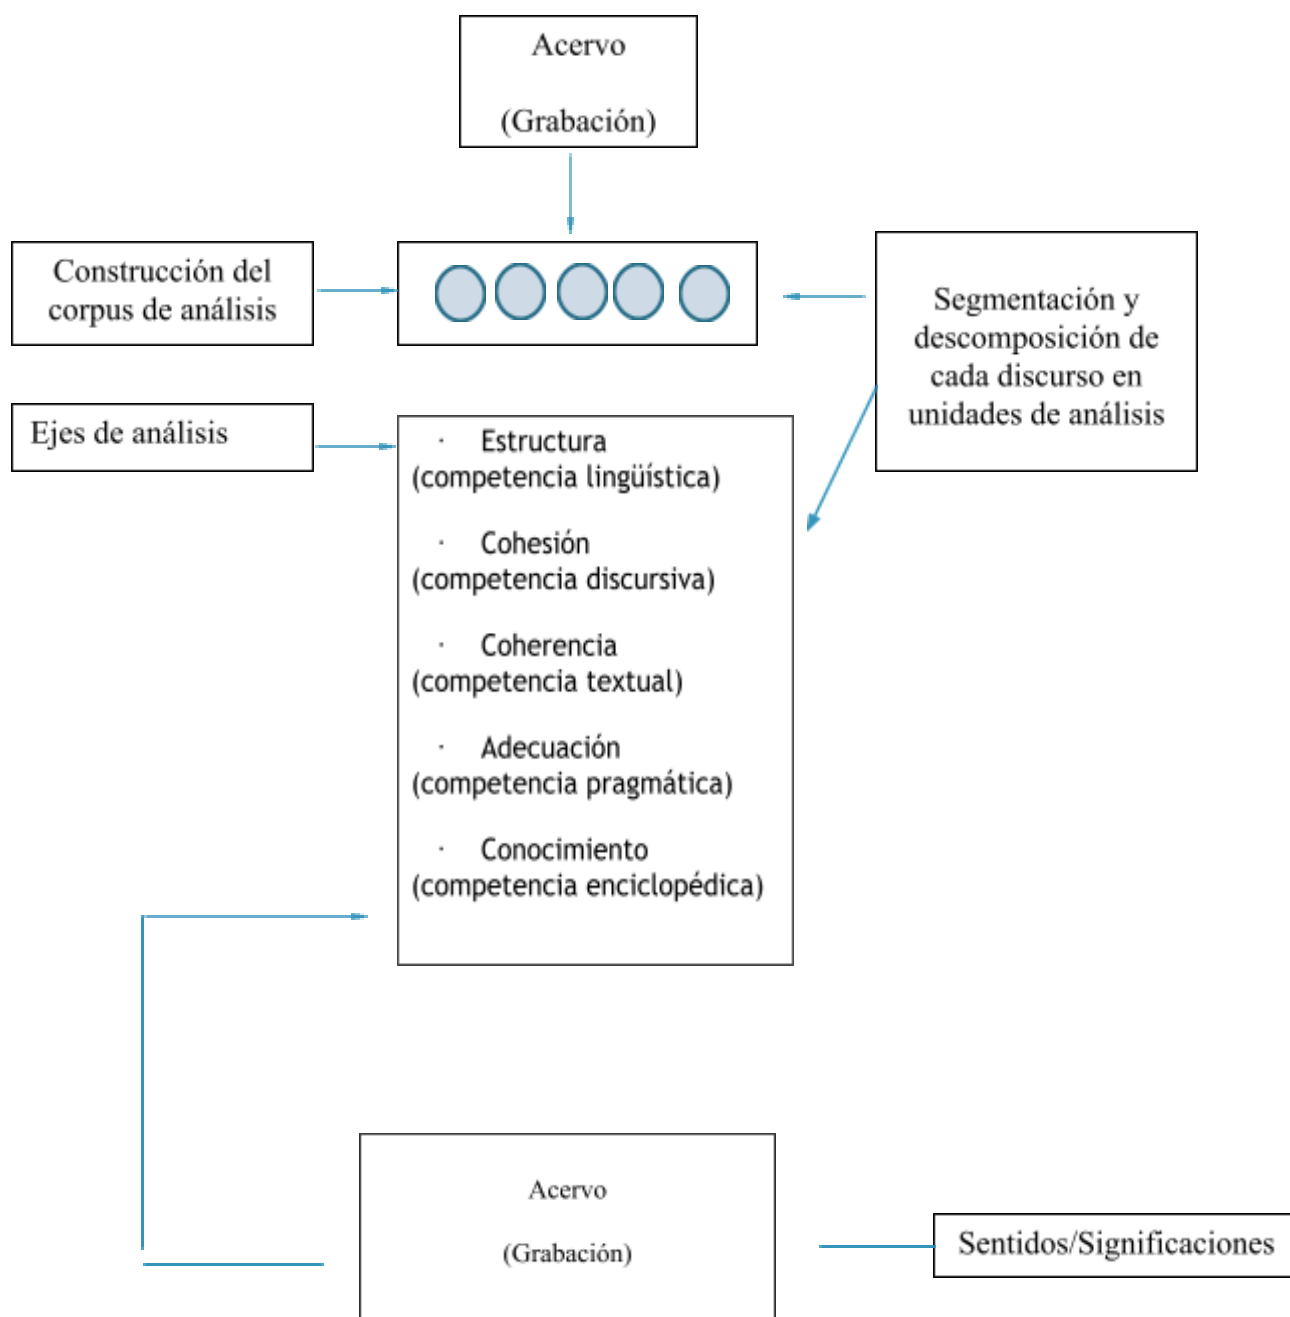 Acervo
(Grabación)
Construcción del
corpus de análisis
Segmentación y
descomposición de
cada discurso en
unidades de análisis
Ejes de análisis
· Estructura
(competencia lingüística)
· Cohesión
(competencia discursiva)
· Coherencia
(competencia textual)
· Adecuación
(competencia pragmática)
· Conocimiento
(competencia enciclopédica)
Acervo
(Grabación)
Sentidos/Significaciones